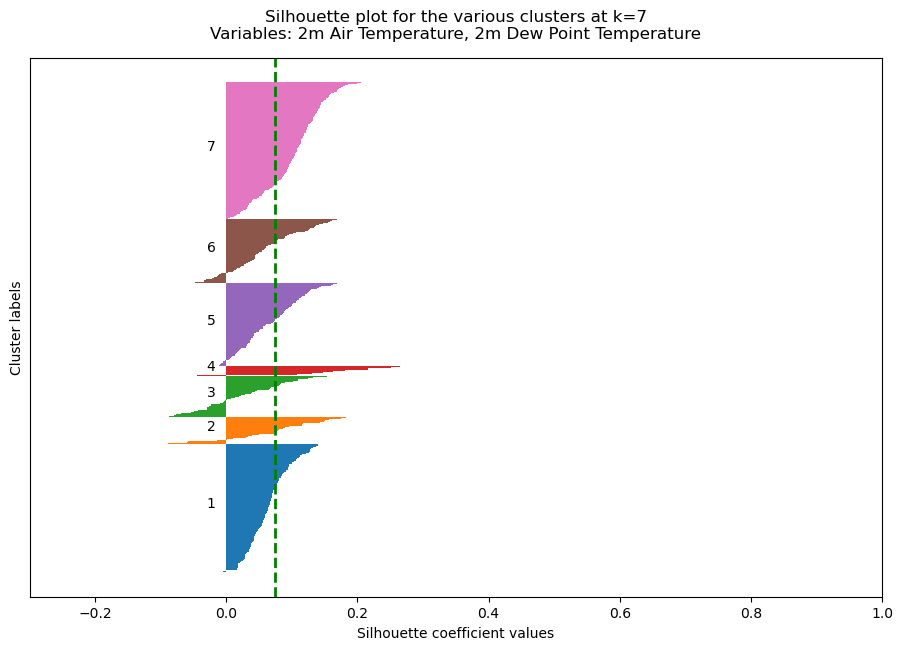 Silhouette plot for the various clusters at k=7
Variables: 2m Air Temperature, 2m Dew Point Temperature
7
6
5
4
3
2
1
Cluster labels
−0.2 0.0 0.2 0.4 0.6 0.8 1.0
Silhouette coefficient values